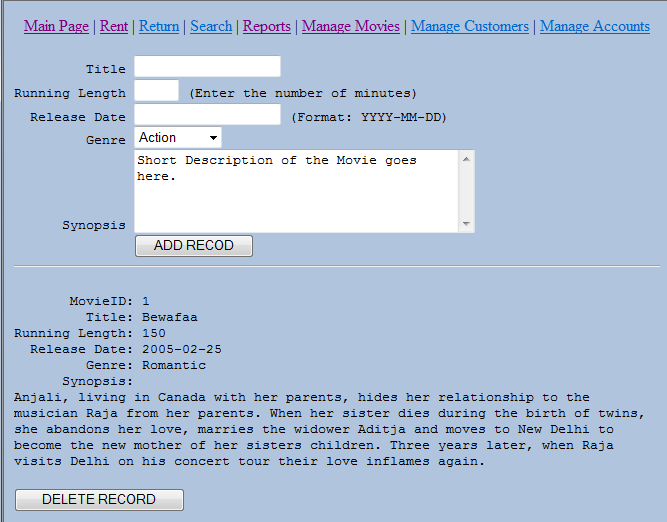 Main Page | Rent | Return | Search | Reports | Manage Movies | Manage Customers | Manage Accounts
Title
Running Length (Enter the number of minutes)
Release Date (Format: YYYY-MM-DD)
Genre Action
Short Description of the Movie goes
here.
Synopsis
ADD RECOD
MovieID: 1
Title: Bewafaa
Running Length: 150
Release Date: 2005-02-25
Genre: Romantic
Synopsis:
Anjali, living in Canada with her parents, hides her relationship to the
musician Raja from her parents. When her sister dies during the birth of twins,
she abandons her love, marries the widower Aditja and moves to New Delhi to
become the new mother of her sisters children. Three years later, when Raja
visits Delhi on his concert tour their love inflames again.
DELETE RECORD